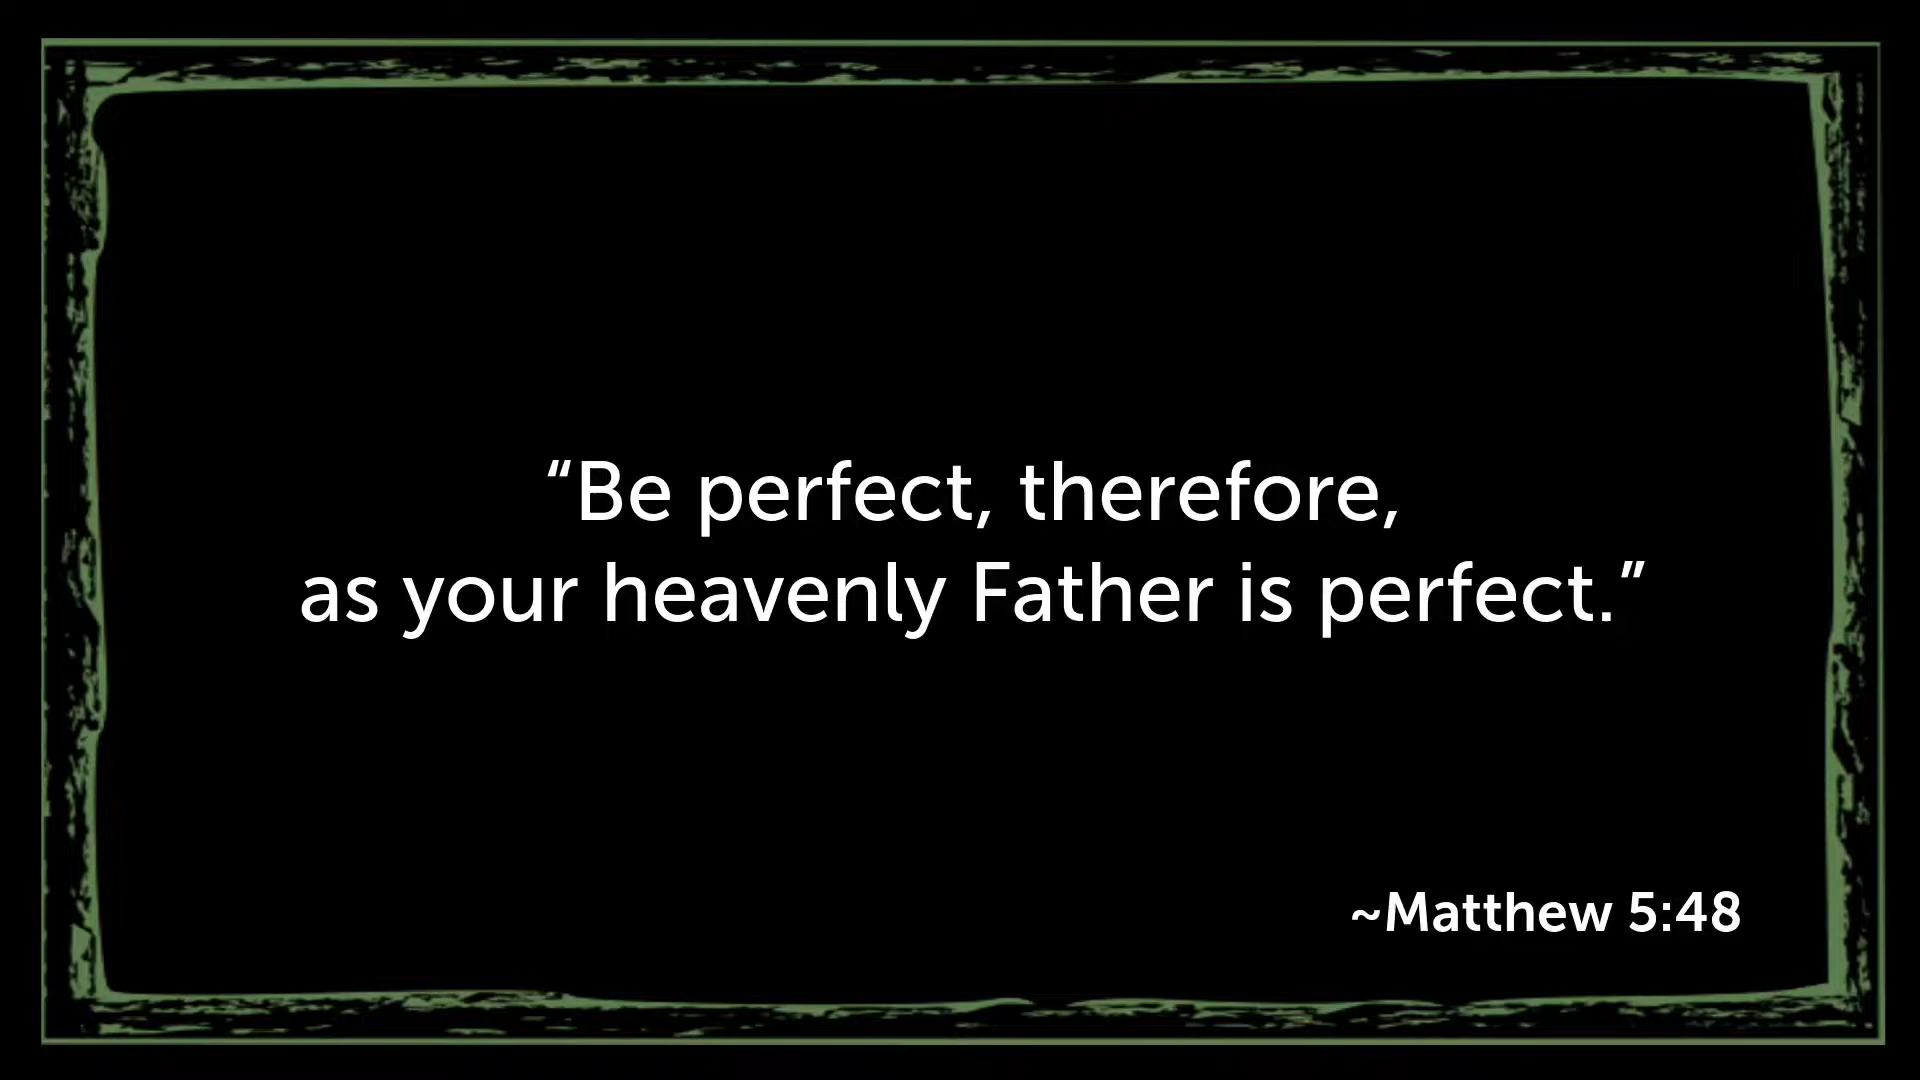 “Be perfect, therefore,
as your heavenly Father is perfect.”
~Matthew 5:48